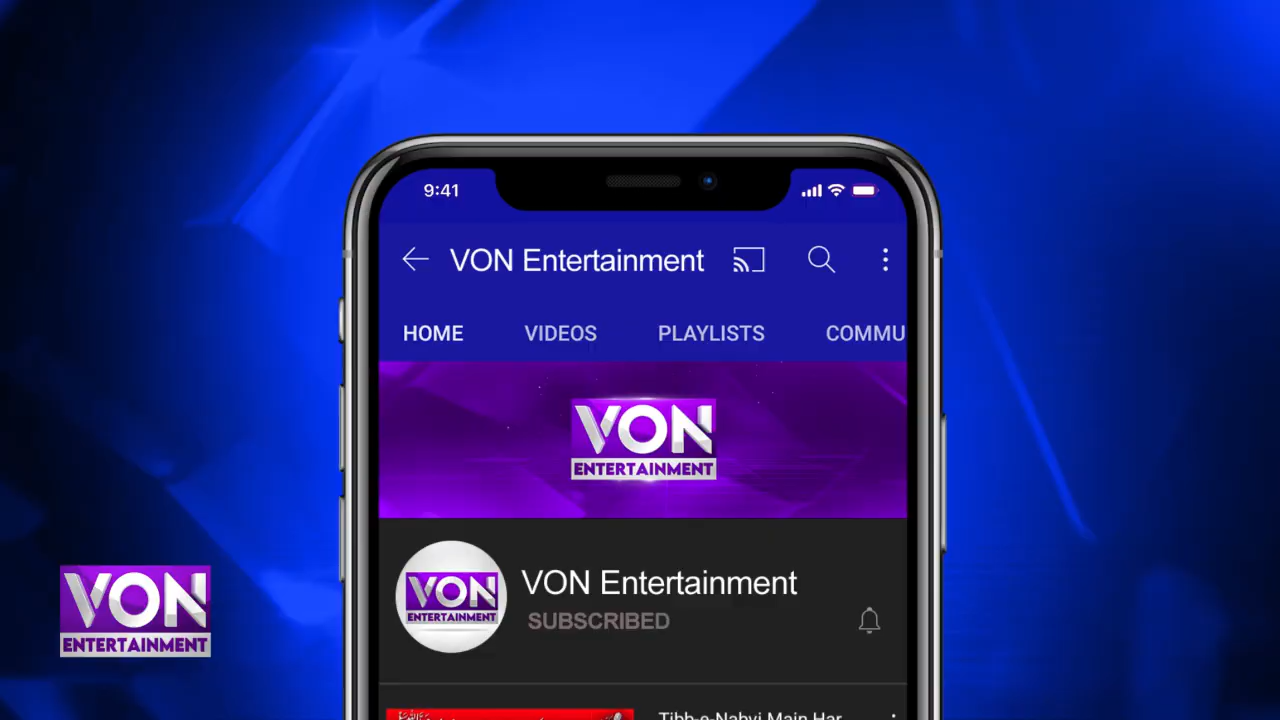 9:41
VON Entertainment
HOME VIDEOS PLAYLISTS COMMU
VON
ENTERTAINMENT
VON
ENTERTAINMENT
VON Entertainment
SUBSCRIBED
VON
ENTERTAINMENT
Tibb-e-Nabvi Main Har